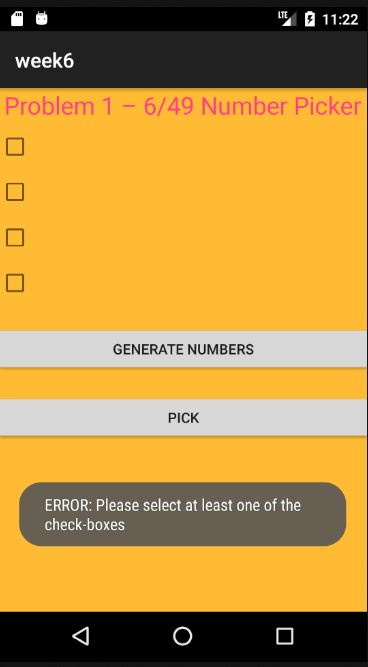 LTE 11:22
week6
Problem 1 – 6/49 Number Picker
GENERATE NUMBERS
PICK
ERROR: Please select at least one of the
check-boxes